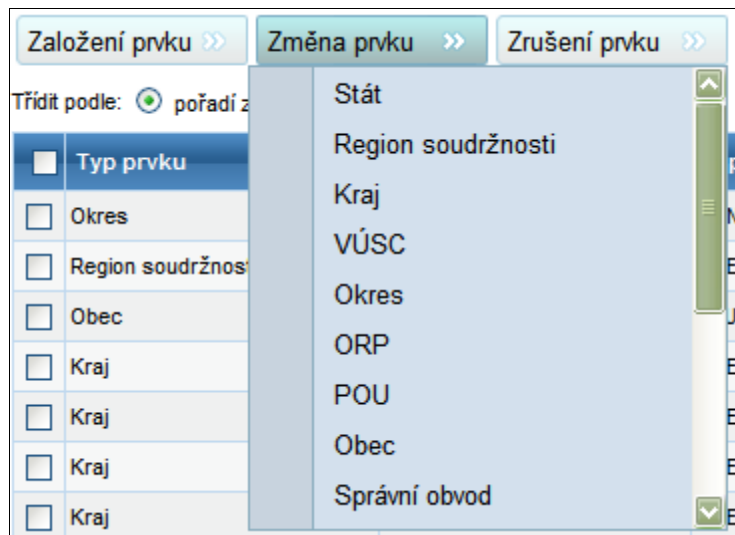 Založení prvku
Změna prvku
Zrušení prvku
Třídit podle: pořadí
Stát
Region soudržnosti
Kraj
VÚSC
Okres
ORP
POU
Obec
Správní obvod
Typ prvku
Okres
Region
Obec
Kraj
Kraj
Kraj
Kraj